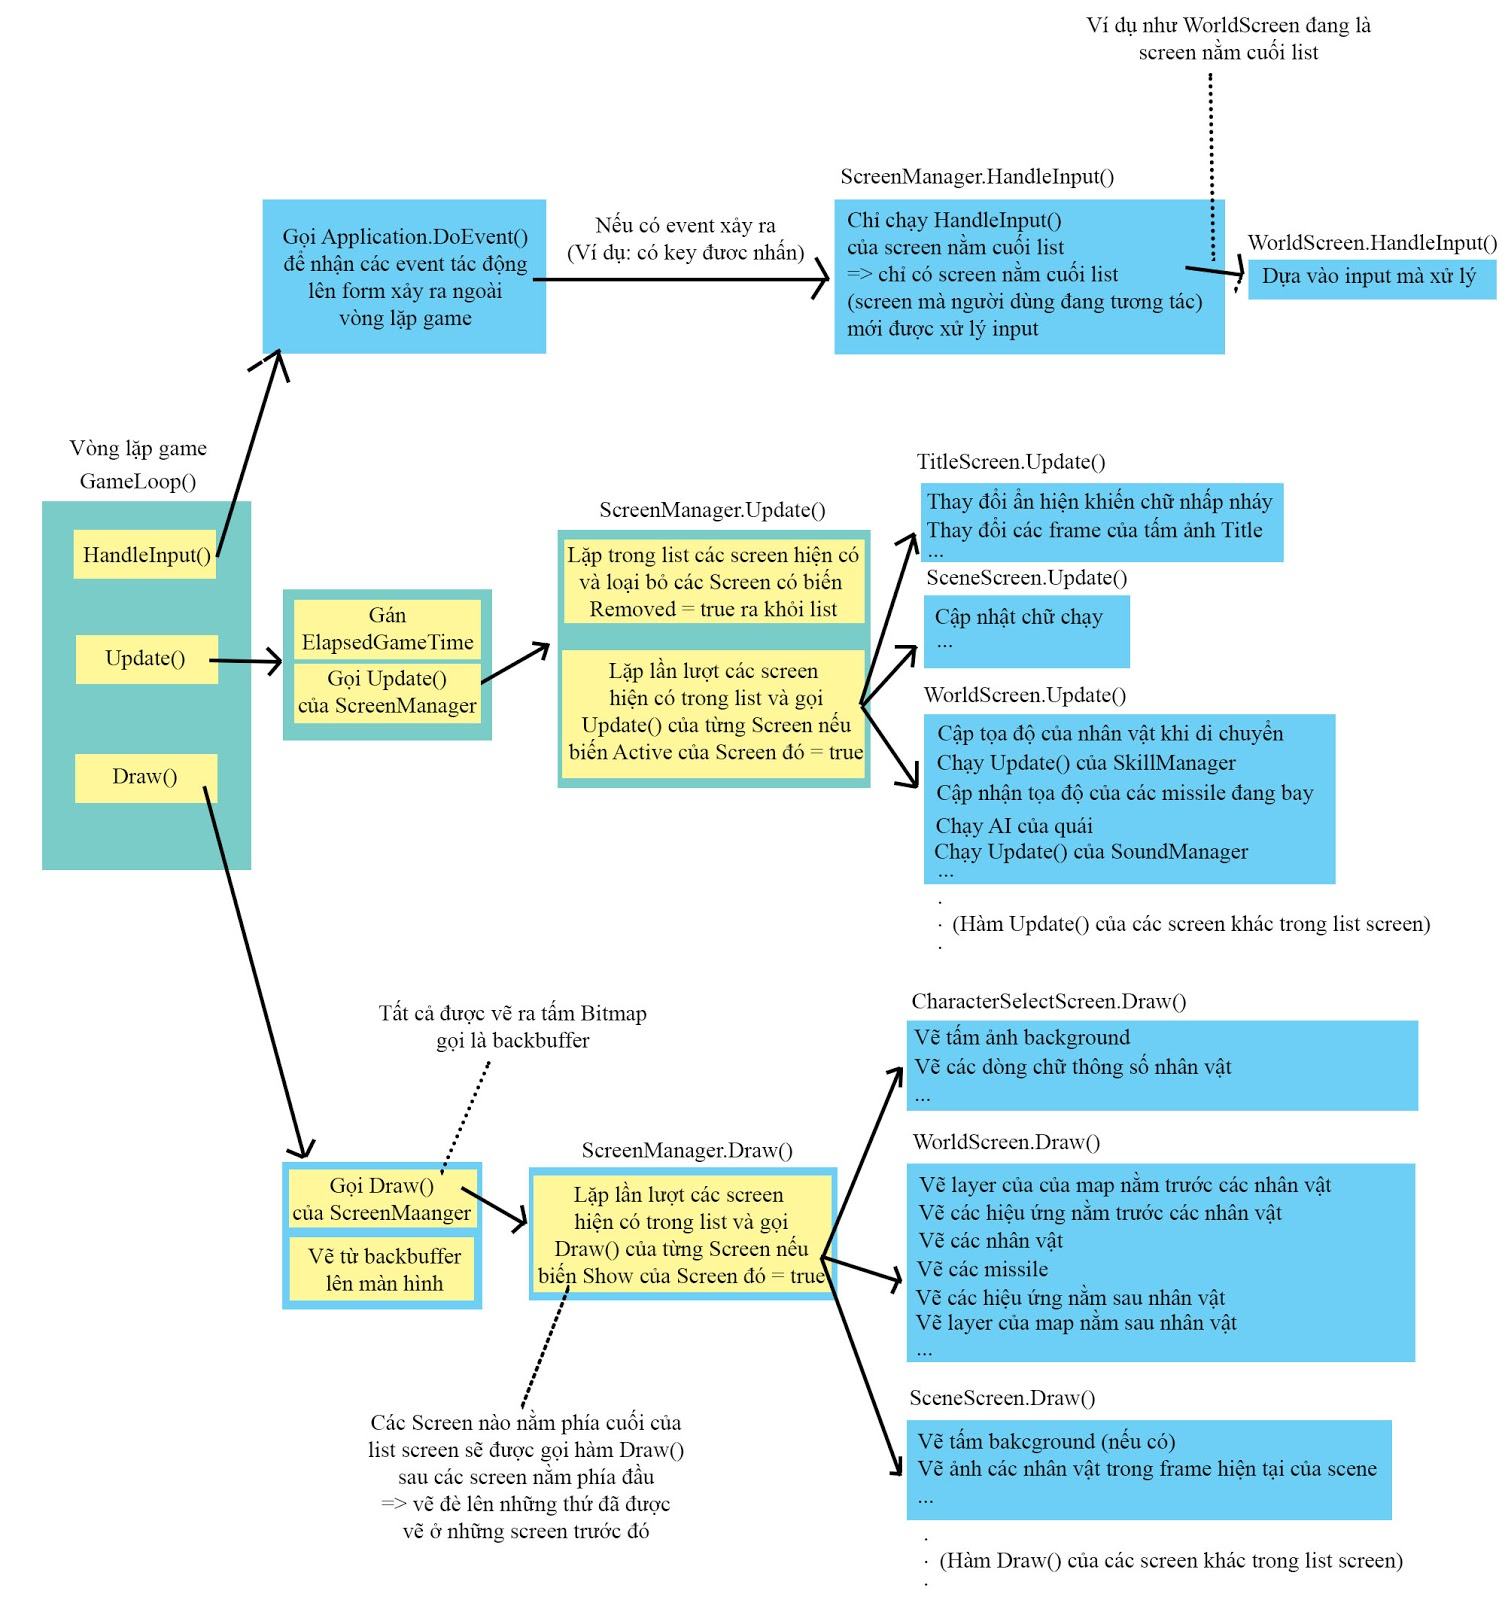 Ví dụ như WorldScreen đang là
screen nằm cuối list
ScreenManager.HandleInput()
Gọi Application.DoEvent()
để nhận các event tác động
lên form xảy ra ngoài
vòng lặp game
Nếu có event xảy ra
(Ví dụ: có key đươc nhấn)
Chỉ chạy HandleInput()
của screen nằm cuối list
=> chỉ có screen nằm cuối list
(screen mà người dùng đang tương tác)
mới được xử lý input
WorldScreen.HandleInput()
Dựa vào input mà xử lý
Vòng lặp game
GameLoop()
HandleInput()
Update()
Draw()
Gán
ElapsedGameTime
Gọi Update()
của ScreenManager
ScreenManager.Update()
Lặp trong list các screen hiện có
và loại bỏ các Screen có biến
Removed = true ra khỏi list
Lặp lần lượt các screen
hiện có trong list và gọi
Update() của từng Screen nếu
biến Active của Screen đó = true
TitleScreen.Update()
Thay đổi ẩn hiện khiến chữ nhấp nháy
Thay đổi các frame của tấm ảnh Title
...
SceneScreen.Update()
Cập nhật chữ chạy
...
WorldScreen.Update()
Cập tọa độ của nhân vật khi di chuyển
Chạy Update() của SkillManager
Cập nhận tọa độ của các missile đang bay
Chạy AI của quái
Chạy Update() của SoundManager
...
.
. (Hàm Update() của các screen khác trong list screen)
.
Tất cả được vẽ ra tấm Bitmap
gọi là backbuffer
Gọi Draw()
của ScreenMaanger
Vẽ từ backbuffer
lên màn hình
ScreenManager.Draw()
Lặp lần lượt các screen
hiện có trong list và gọi
Draw() của từng Screen nếu
biến Show của Screen đó = true
Các Screen nào nằm phía cuối của
list screen sẽ được gọi hàm Draw()
sau các screen nằm phía đầu
=> vẽ đè lên những thứ đã được
vẽ ở những screen trước đó
CharacterSelectScreen.Draw()
Vẽ tấm ảnh background
Vẽ các dòng chữ thông số nhân vật
...
WorldScreen.Draw()
Vẽ layer của của map nằm trước các nhân vật
Vẽ các hiệu ứng nằm trước các nhân vật
Vẽ các nhân vật
Vẽ các missile
Vẽ các hiệu ứng nằm sau nhân vật
Vẽ layer của map nằm sau nhân vật
...
SceneScreen.Draw()
Vẽ tấm bakcground (nếu có)
Vẽ ảnh các nhân vật trong frame hiện tại của scene
...
.
. (Hàm Draw() của các screen khác trong list screen)
.